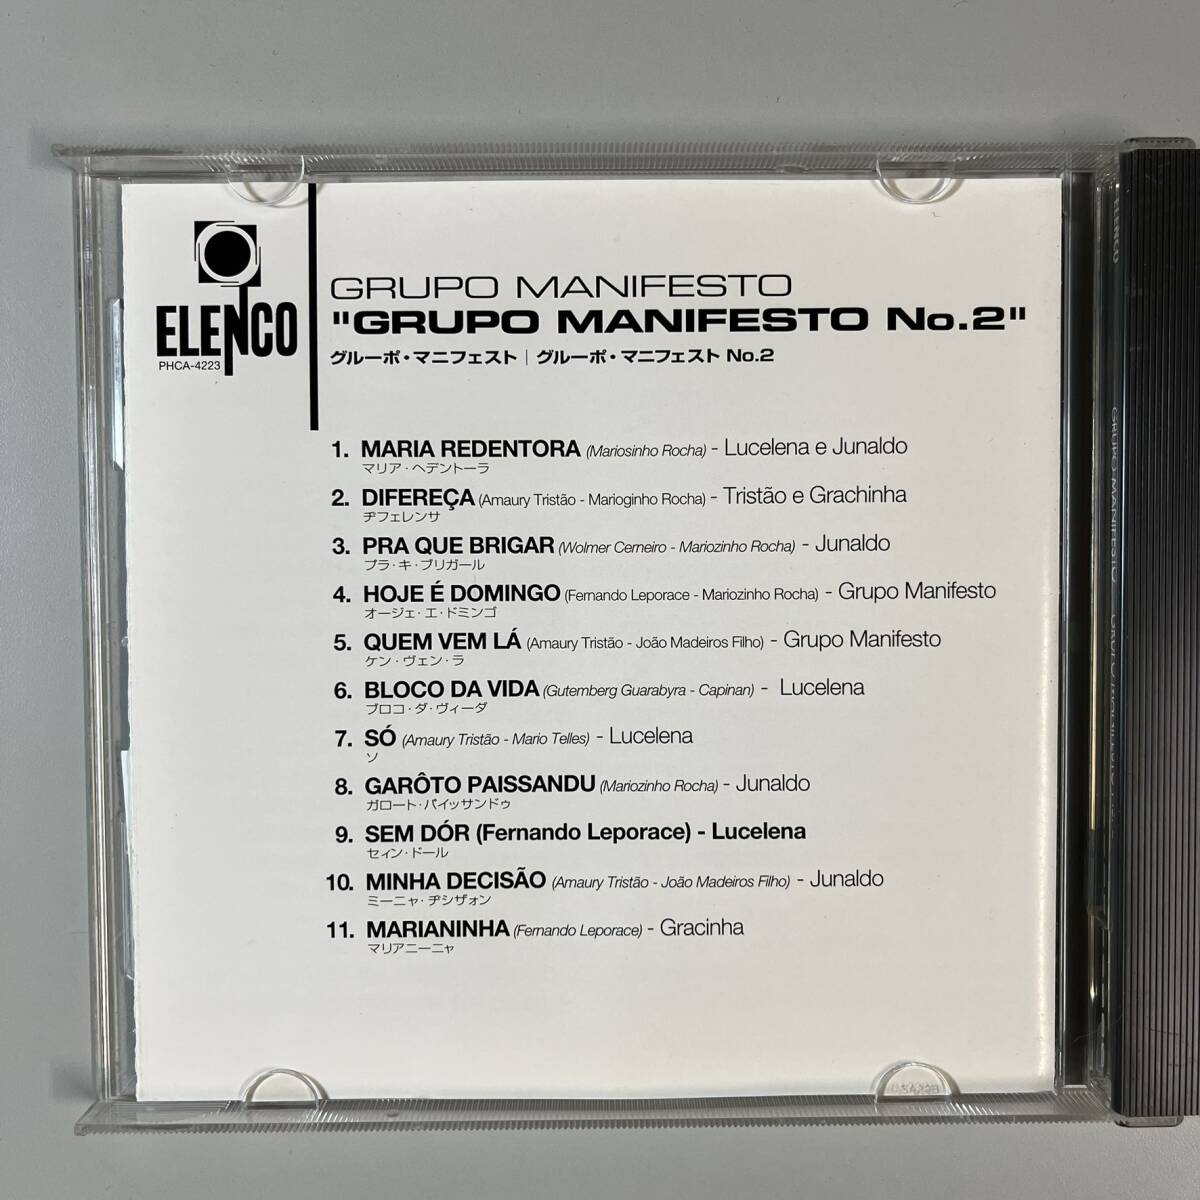 ELENCO
PHCA-4223
GRUPO MANIFESTO
"GRUPO MANIFESTO No.2"
グルーポ・マニフェスト | グルーポ・マニフェスト No.2
1. MARIA REDENTORA (Mariosinho Rocha) - Lucelena e Junaldo
マリア・ヘデントーラ
2. DIFEREÇA (Amaury Tristão - Marioginho Rocha) - Tristão e Grachinha
ヂフェレンサ
3. PRA QUE BRIGAR (Wolmer Cerneiro - Mariozinho Rocha) - Junaldo
プラ・キ・ブリガール
4. HOJE É DOMINGO (Fernando Leporace - Mariozinho Rocha) - Grupo Manifesto
オージェ・エ・ドミンゴ
5. QUEM VEM LÁ (Amaury Tristão - João Madeiros Filho) - Grupo Manifesto
ケン・ヴェン・ラ
6. BLOCO DA VIDA (Gutemberg Guarabyra - Capinan) - Lucelena
ブロコ・ダ・ヴィーダ
7. SÓ (Amaury Tristão - Mario Telles) - Lucelena
ソ
8. GARÔTO PAISSANDU (Mariozinho Rocha) - Junaldo
ガロート・パイッサンドゥ
9. SEM DÓR (Fernando Leporace) - Lucelena
セィン・ドール
10. MINHA DECISÃO (Amaury Tristão - João Madeiros Filho) - Junaldo
ミーニャ・ヂシザォン
11. MARIANINHA (Fernando Leporace) - Gracinha
マリアニーニャ
ELENCO
GRUPO MANIFESTO